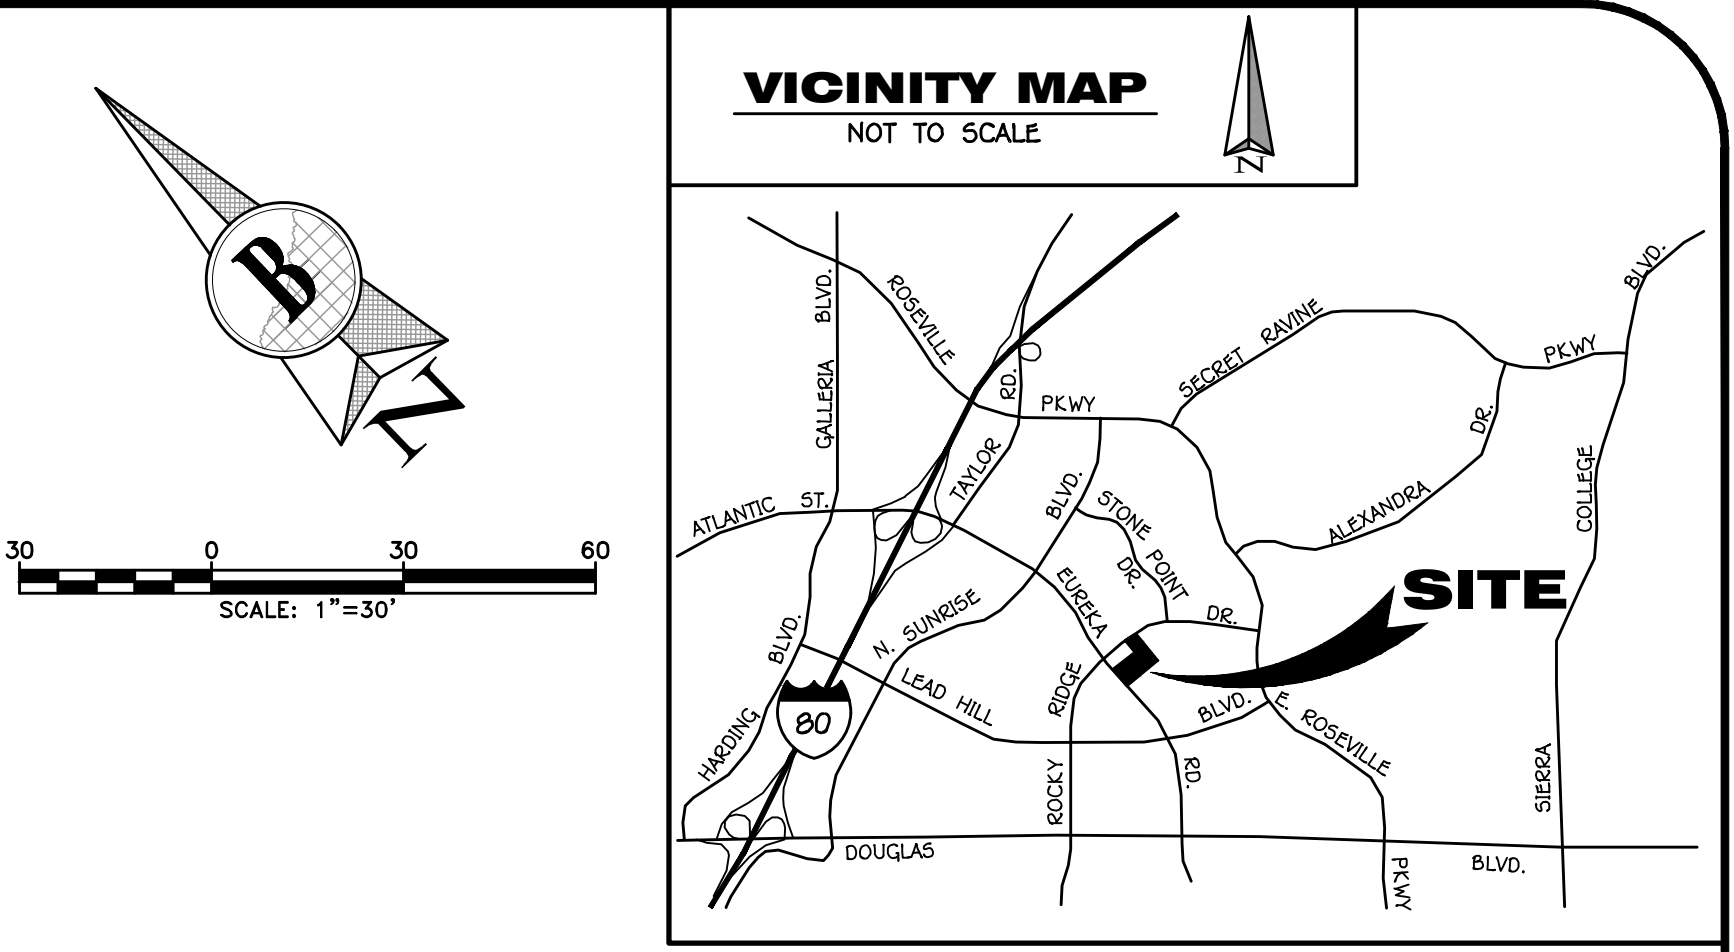 VICINITY MAP
NOT TO SCALE
N
B
N
30 0 30 60
SCALE: 1"=30'
GALLERIA BLVD.
ROSEVILLE
PKWY
TAYLOR RD.
SECRET RAVINE
PKWY
BLVD.
COLLEGE
SIERRA
DR.
ALEXANDRA
ATLANTIC ST.
BLVD.
STONE POINT
DR.
EUREKA
N. SUNRISE
DR.
SITE
BLVD.
HARDING
80
LEAD HILL
BLVD.
RIDGE
ROCKY
RD.
E. ROSEVILLE
PKWY
DOUGLAS
BLVD.